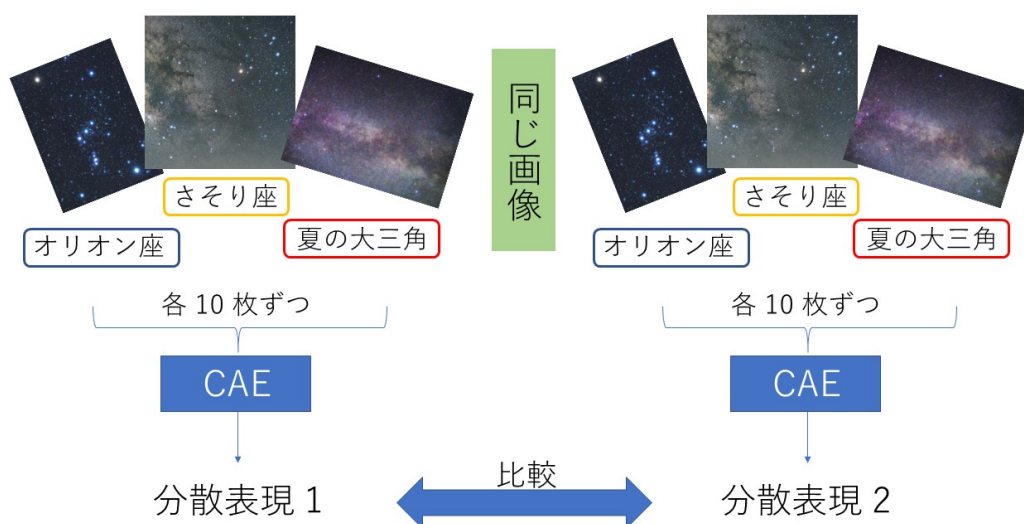 さそり座
オリオン座
夏の大三角
各 10 枚ずつ
CAE
分散表現 1
同じ画像
比較
さそり座
オリオン座
夏の大三角
各 10 枚ずつ
CAE
分散表現 2